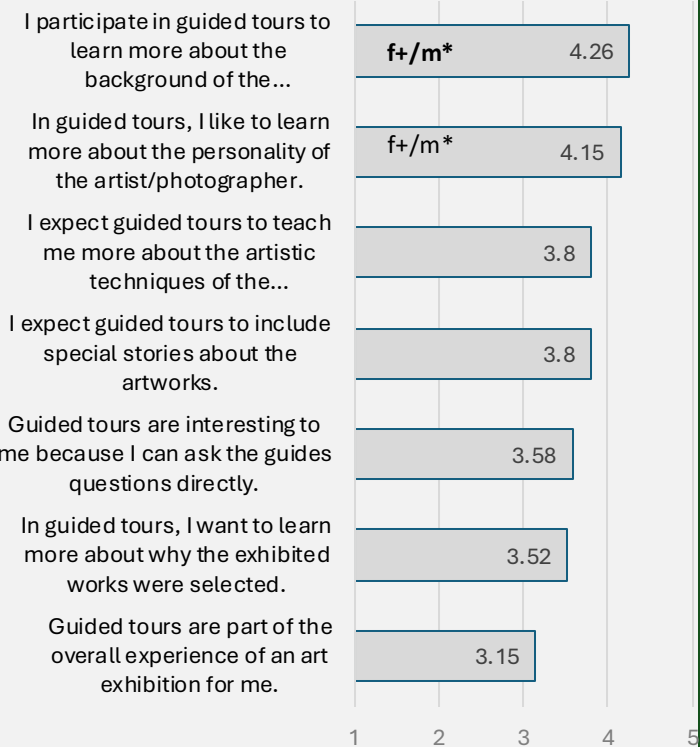 I participate in guided tours to
learn more about the
background of the...
f+/m*
4.26
In guided tours, I like to learn
more about the personality of
the artist/photographer.
f+/m*
4.15
I expect guided tours to teach
me more about the artistic
techniques of the...
3.8
I expect guided tours to include
special stories about the
artworks.
3.8
Guided tours are interesting to
me because I can ask the guides
questions directly.
3.58
In guided tours, I want to learn
more about why the exhibited
works were selected.
3.52
Guided tours are part of the
overall experience of an art
exhibition for me.
3.15
1 2 3 4 5